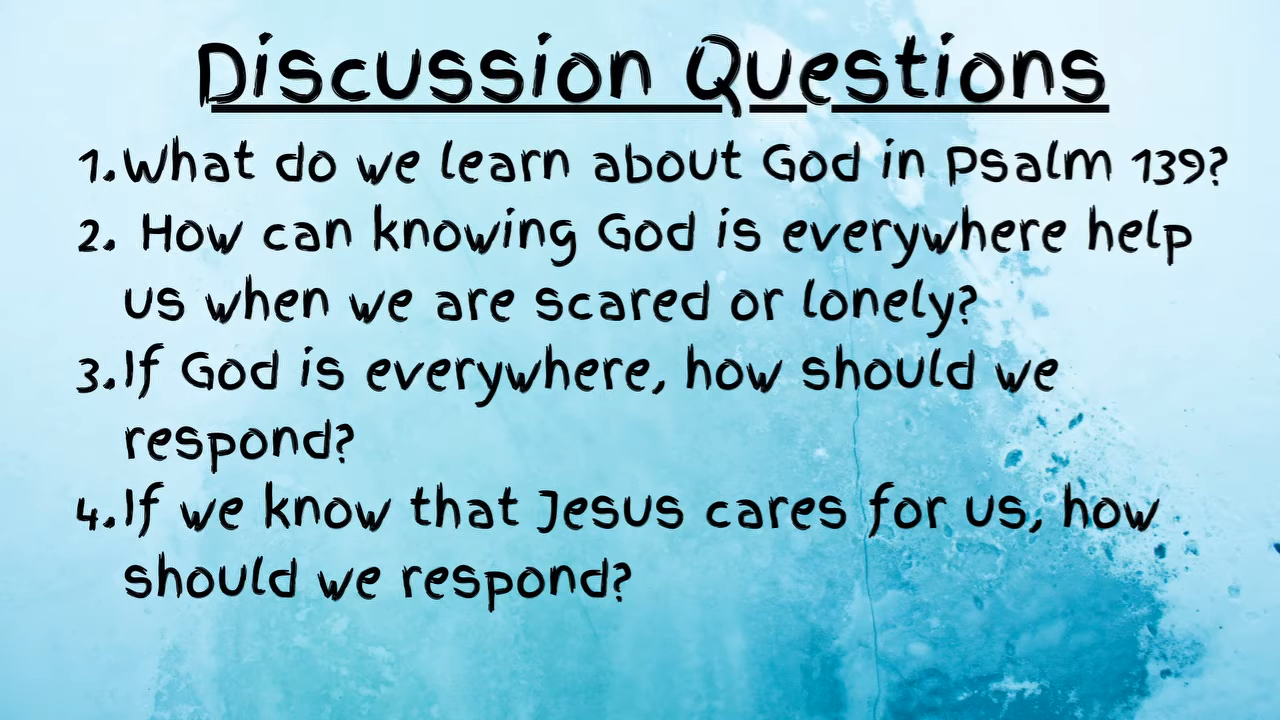 Discussion Questions
1.What do we learn about God in Psalm 139?
2. How can knowing God is everywhere help
us when we are scared or lonely?
3.If God is everywhere, how should we
respond?
4.If we know that Jesus cares for us, how
should we respond?